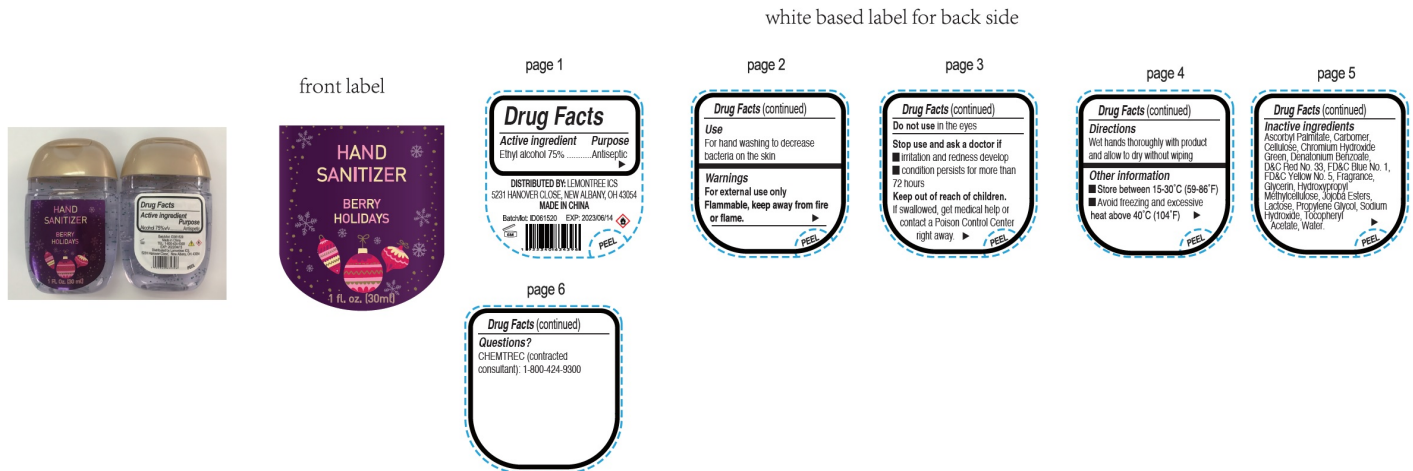 white based label for back side
front label
page 1
page 2
page 3
page 4
page 5
page 6
HAND
SANITIZER
BERRY
HOLIDAYS
1 fl. oz. (30 ml)
Drug Facts
Active ingredient
Purpose
Alcohol 75%v/v
Antiseptic
HAND
SANITIZER
BERRY
HOLIDAYS
1 fl. oz. (30ml)
Drug Facts
Active ingredient Purpose
Ethyl alcohol 75% ..........Antiseptic
DISTRIBUTED BY: LEMONTREE ICS
5231 HANOVER CLOSE, NEW ALBANY, OH 43054
MADE IN CHINA
Batch/lot: ID061520 EXP: 2023/06/14
PEEL
Drug Facts (continued)
Use
For hand washing to decrease
bacteria on the skin
Warnings
For external use only
Flammable, keep away from fire
or flame.
PEEL
Drug Facts (continued)
Do not use in the eyes
Stop use and ask a doctor if
■ irritation and redness develop
■ condition persists for more than
72 hours
Keep out of reach of children.
If swallowed, get medical help or
contact a Poison Control Center
right away.
PEEL
Drug Facts (continued)
Directions
Wet hands thoroughly with product
and allow to dry without wiping
Other information
■ Store between 15-30˚C (59-86˚F)
■ Avoid freezing and excessive
heat above 40˚C (104˚F)
PEEL
Drug Facts (continued)
Inactive ingredients
Ascorbyl Palmitate, Carbomer,
Cellulose, Chromium Hydroxide
Green, Denatonium Benzoate,
D&C Red No. 33, FD&C Blue No. 1,
FD&C Yellow No. 5, Fragrance,
Glycerin, Hydroxypropyl
Methylcellulose, Jojoba Esters,
Lactose, Propylene Glycol, Sodium
Hydroxide, Tocopheryl
Acetate, Water.
PEEL
Drug Facts (continued)
Questions?
CHEMTREC (contracted
consultant): 1-800-424-9300